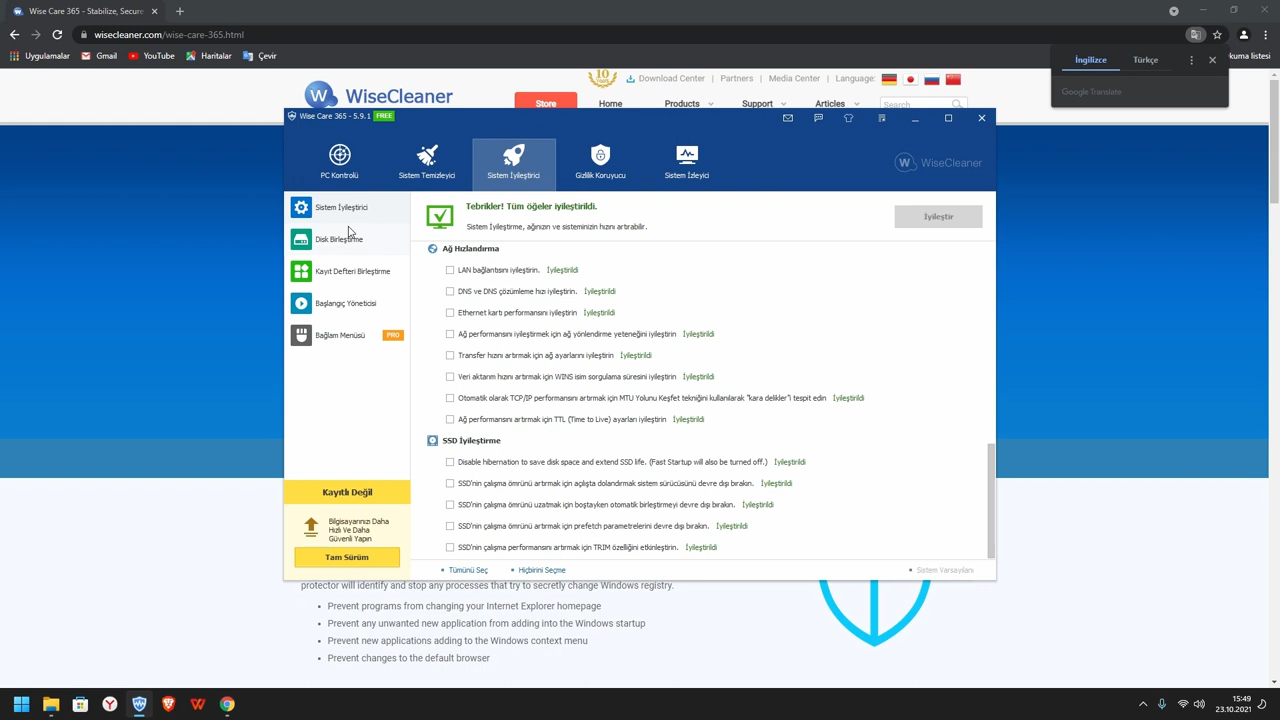 WiseCleaner - Stabilize, Secure
wisecleaner.com/wise-care-365.html
Uygulamalar
Gmail
YouTube
Haritalar
Çevir
kuma listesi
İngilizce
Türkçe
Google Translate
10
Download Center | Partners | Media Center | Language:
WiseCleaner
Store
Home
Products
Support
Articles
Search
Wise Care 365 - 5.9.1 FREE
PC Kontrolü
Sistem Temizleyici
Sistem İyileştirici
Gizlilik Koruyucu
Sistem İzleyici
WiseCleaner
Sistem İyileştirici
Disk Birleştirme
Kayıt Defteri Birleştirme
Başlangıç Yöneticisi
Bağlam Menüsü PRO
Tebrikler! Tüm öğeler iyileştirildi.
Sistem İyileştirme, ağınızın ve sisteminizin hızını artırabilir.
İyileştir
Ağ Hızlandırma
LAN bağlantısını iyileştirin. İyileştirildi
DNS ve DNS çözümleme hızı iyileştirin. İyileştirildi
Ethernet kartı performansını iyileştirin İyileştirildi
Ağ performansını iyileştirmek için ağ yönlendirme yeteneğini iyileştirin İyileştirildi
Transfer hızını artırmak için ağ ayarlarını iyileştirin İyileştirildi
Veri aktarım hızını artırmak için WINS isim sorgulama süresini iyileştirin İyileştirildi
Otomatik olarak TCP/IP performansını artırmak için MTU Yolunu Keşfet tekniğini kullanılarak "kara delikler"i tespit edin İyileştirildi
Ağ performansını artırmak için TTL (Time to Live) ayarları iyileştirin İyileştirildi
SSD İyileştirme
Disable hibernation to save disk space and extend SSD life. (Fast Startup will also be turned off.) İyileştirildi
SSD'nin çalışma ömrünü artırmak için açılışta dolandırmak sistem sürücüsünü devre dışı bırakın. İyileştirildi
SSD'nin çalışma ömrünü uzatmak için boştayken otomatik birleştirmeyi devre dışı bırakın. İyileştirildi
SSD'nin çalışma ömrünü artırmak için prefetch parametrelerini devre dışı bırakın. İyileştirildi
SSD'nin çalışma performansını artırmak için TRIM özelliğini etkinleştirin. İyileştirildi
Kayıtlı Değil
Bilgisayarınızı Daha
Hızlı Ve Daha
Güvenli Yapın
Tam Sürüm
Tümünü Seç
Hiçbirini Seçme
Sistem Varsayılanı
protector will identify and stop any processes that try to secretly change Windows registry.
Prevent programs from changing your Internet Explorer homepage
Prevent any unwanted new application from adding into the Windows startup
Prevent new applications adding to the Windows context menu
Prevent changes to the default browser
15:49
23.10.2021